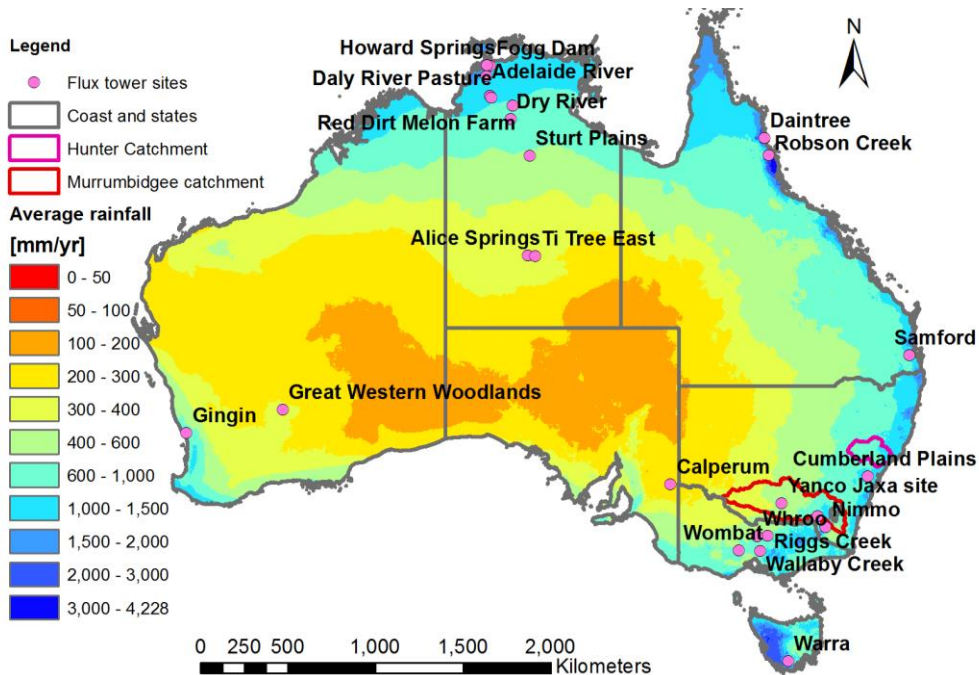 Legend
Flux tower sites
Coast and states
Hunter Catchment
Murrumbidgee catchment
Average rainfall
[mm/yr]
0 - 50
50 - 100
100 - 200
200 - 300
300 - 400
400 - 600
600 - 1,000
1,000 - 1,500
1,500 - 2,000
2,000 - 3,000
3,000 - 4,228
N
Howard Springs Fogg Dam
Daly River Pasture Adelaide River
Dry River
Red Dirt Melon Farm
Sturt Plains
Daintree
Robson Creek
Alice Springs Ti Tree East
Samford
Great Western Woodlands
Gingin
Calperum
Cumberland Plains
Yanco Jaxa site
Nimmo
Whroo
Wombat
Riggs Creek
Wallaby Creek
Warra
0 250 500 1,000 1,500 2,000
Kilometers